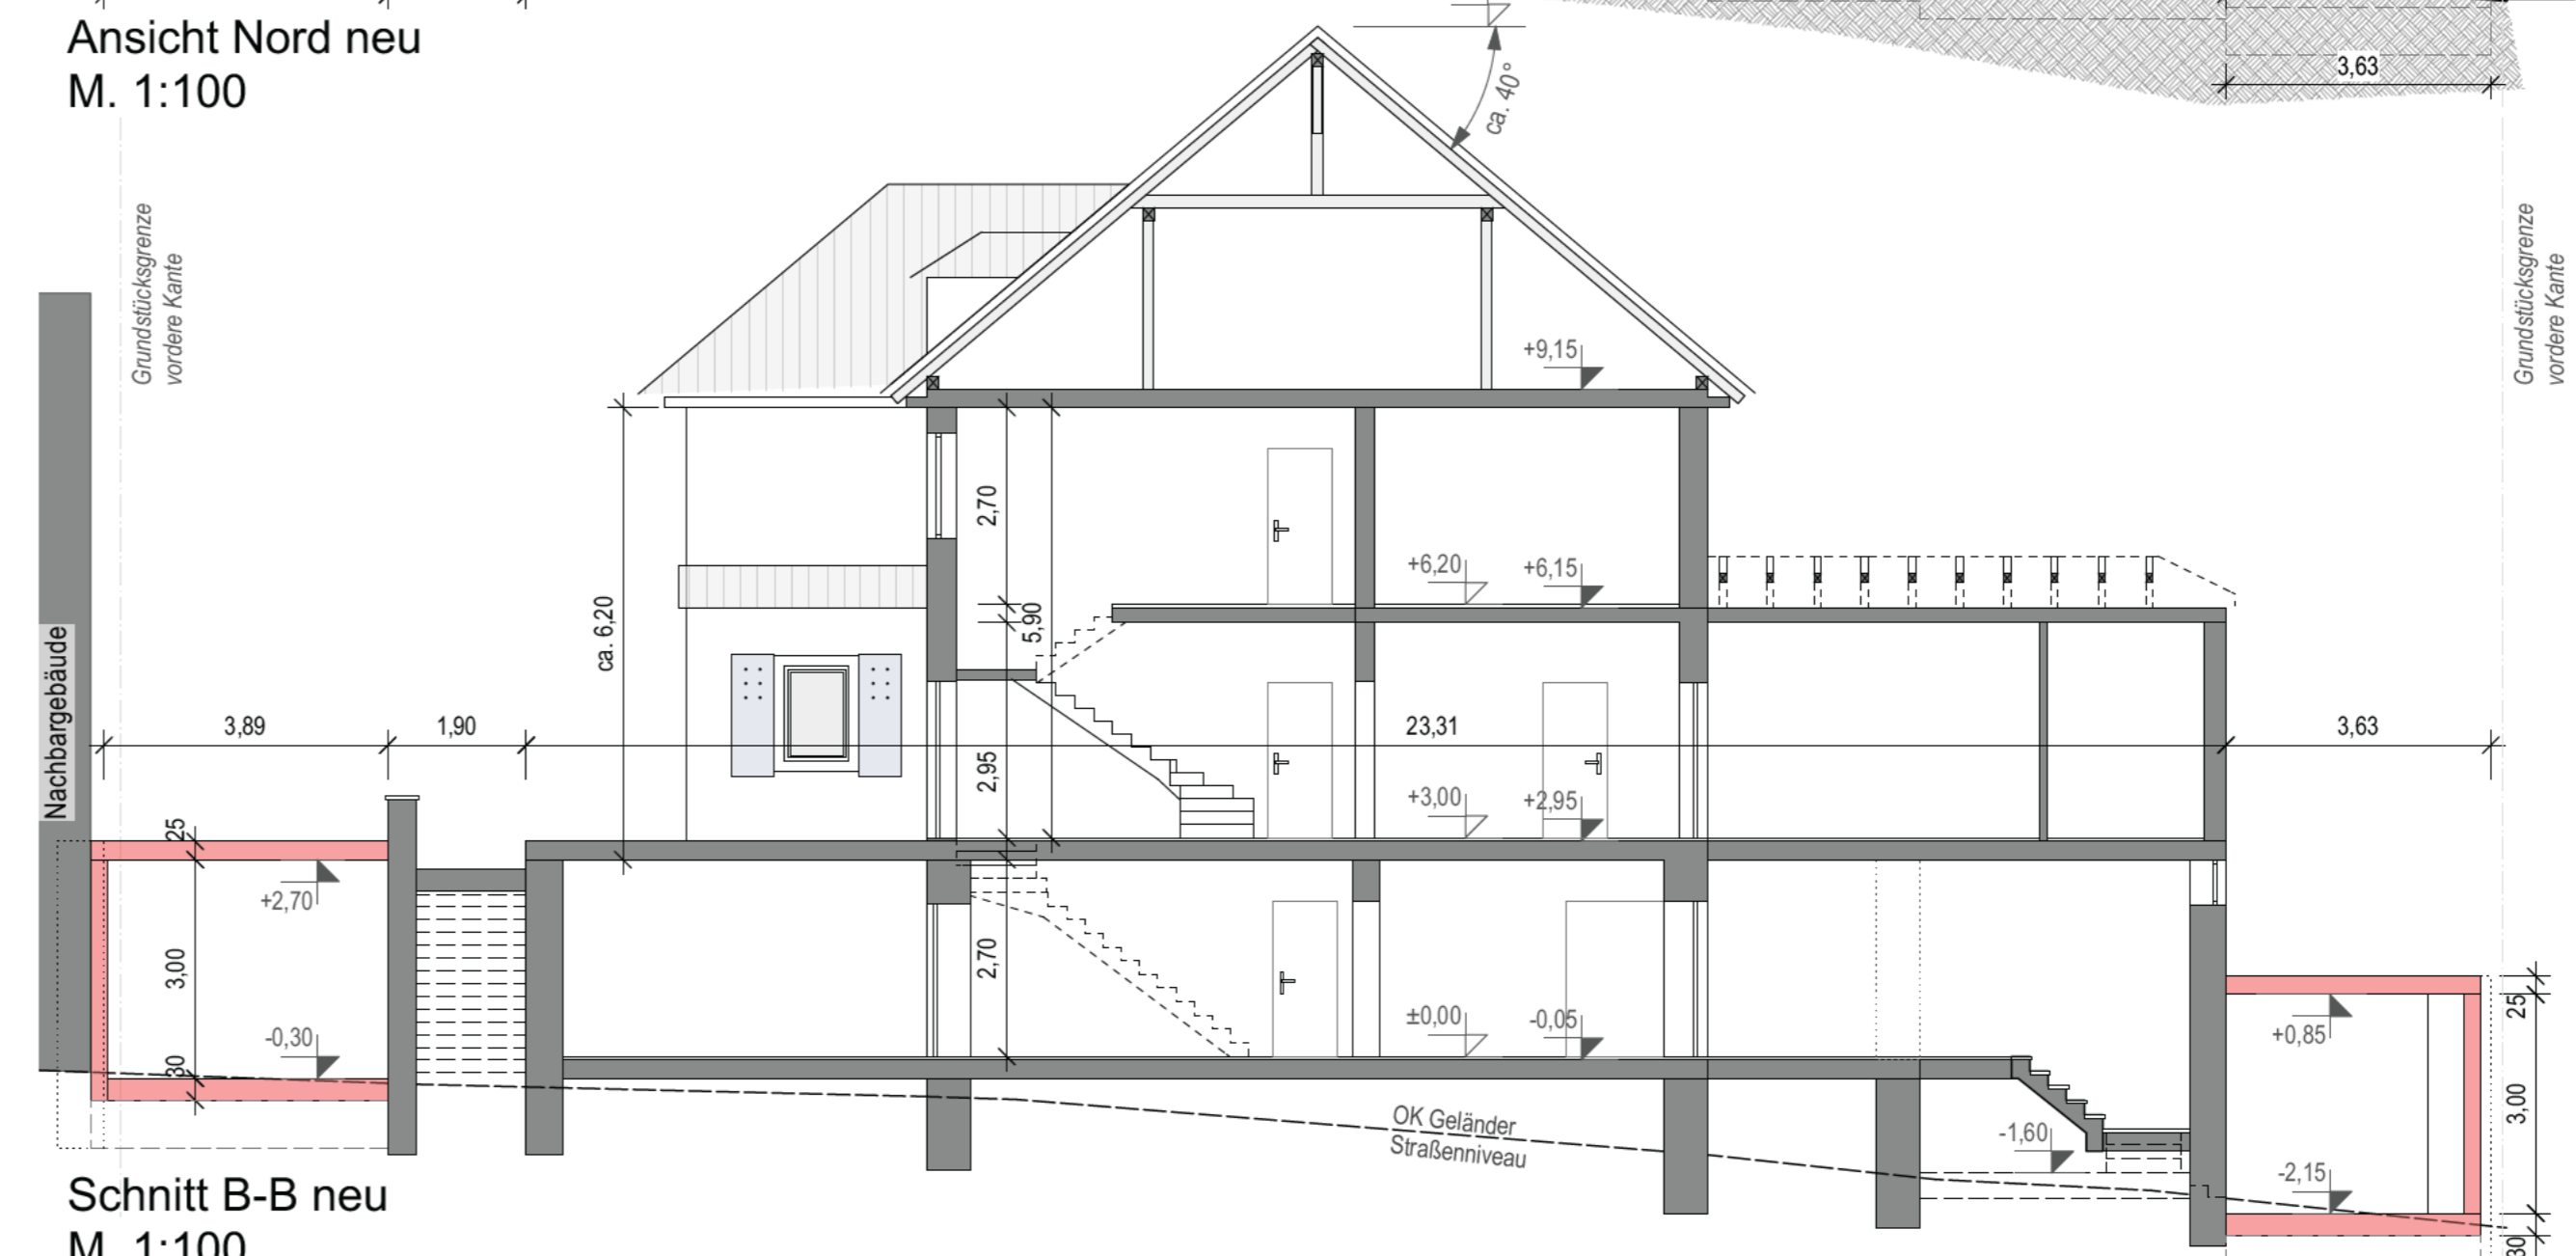 Ansicht Nord neu
M. 1:100
3,63
ca. 40°
Grundstücksgrenze
vordere Kante
Grundstücksgrenze
vordere Kante
+9,15
2,70
+6,20
+6,15
5,90
ca. 6,20
Nachbargebäude
3,89
1,90
23,31
3,63
2,95
+3,00
+2,95
25
+2,70
3,00
2,70
-0,30
30
±0,00
-0,05
25
+0,85
3,00
OK Geländer
Straßenniveau
-1,60
-2,15
30
Schnitt B-B neu
M. 1:100